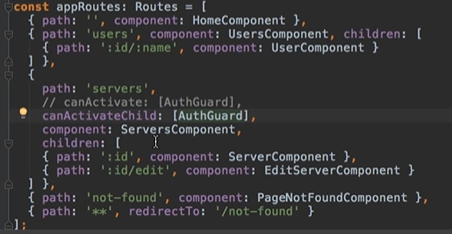 const appRoutes: Routes = [
{ path: '', component: HomeComponent },
{ path: 'users', component: UsersComponent, children: [
{ path: ':id/:name', component: UserComponent }
] },
{
path: 'servers',
// canActivate: [AuthGuard],
canActivateChild: [AuthGuard],
component: ServersComponent,
children: [
{ path: ':id', component: ServerComponent },
{ path: ':id/edit', component: EditServerComponent }
] },
{ path: 'not-found', component: PageNotFoundComponent },
{ path: '**', redirectTo: '/not-found' }
];